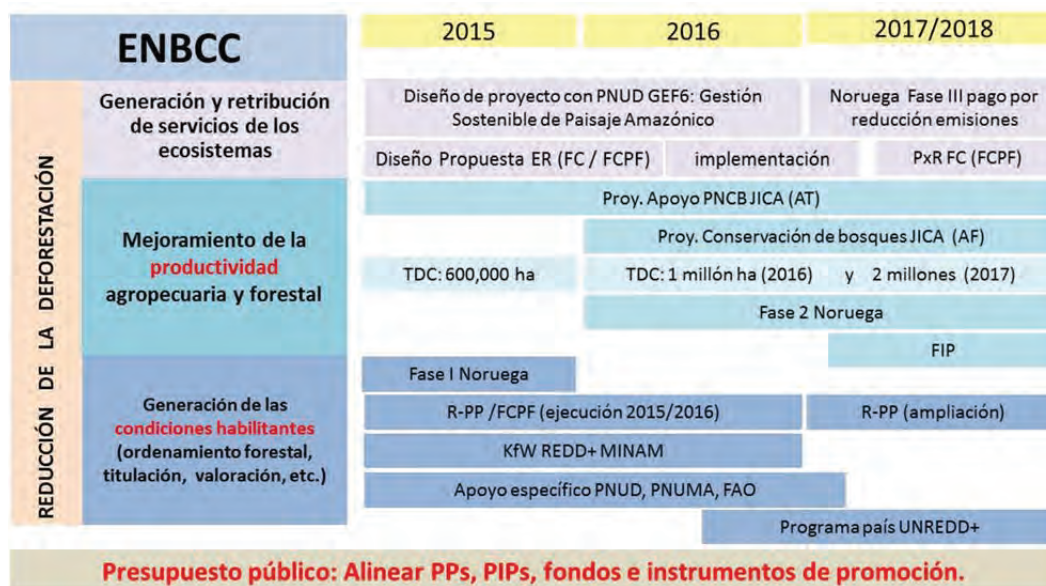 ENBCC
2015
2016
2017/2018
REDUCCIÓN DE LA DEFORESTACIÓN
Generación y retribución
de servicios de los
ecosistemas
Diseño de proyecto con PNUD GEF6: Gestión
Sostenible de Paisaje Amazónico
Noruega Fase III pago por
reducción emisiones
Diseño Propuesta ER (FC / FCPF)
implementación
PxR FC (FCPF)
Mejoramiento de la
productividad
agropecuaria y forestal
Proy. Apoyo PNCB JICA (AT)
Proy. Conservación de bosques JICA (AF)
TDC: 600,000 ha
TDC: 1 millón ha (2016) y 2 millones (2017)
Fase 2 Noruega
FIP
Generación de las
condiciones habilitantes
(ordenamiento forestal,
titulación, valoración, etc.)
Fase I Noruega
R-PP /FCPF (ejecución 2015/2016)
R-PP (ampliación)
KfW REDD+ MINAM
Apoyo específico PNUD, PNUMA, FAO
Programa país UNREDD+
Presupuesto público: Alinear PPs, PIPs, fondos e instrumentos de promoción.